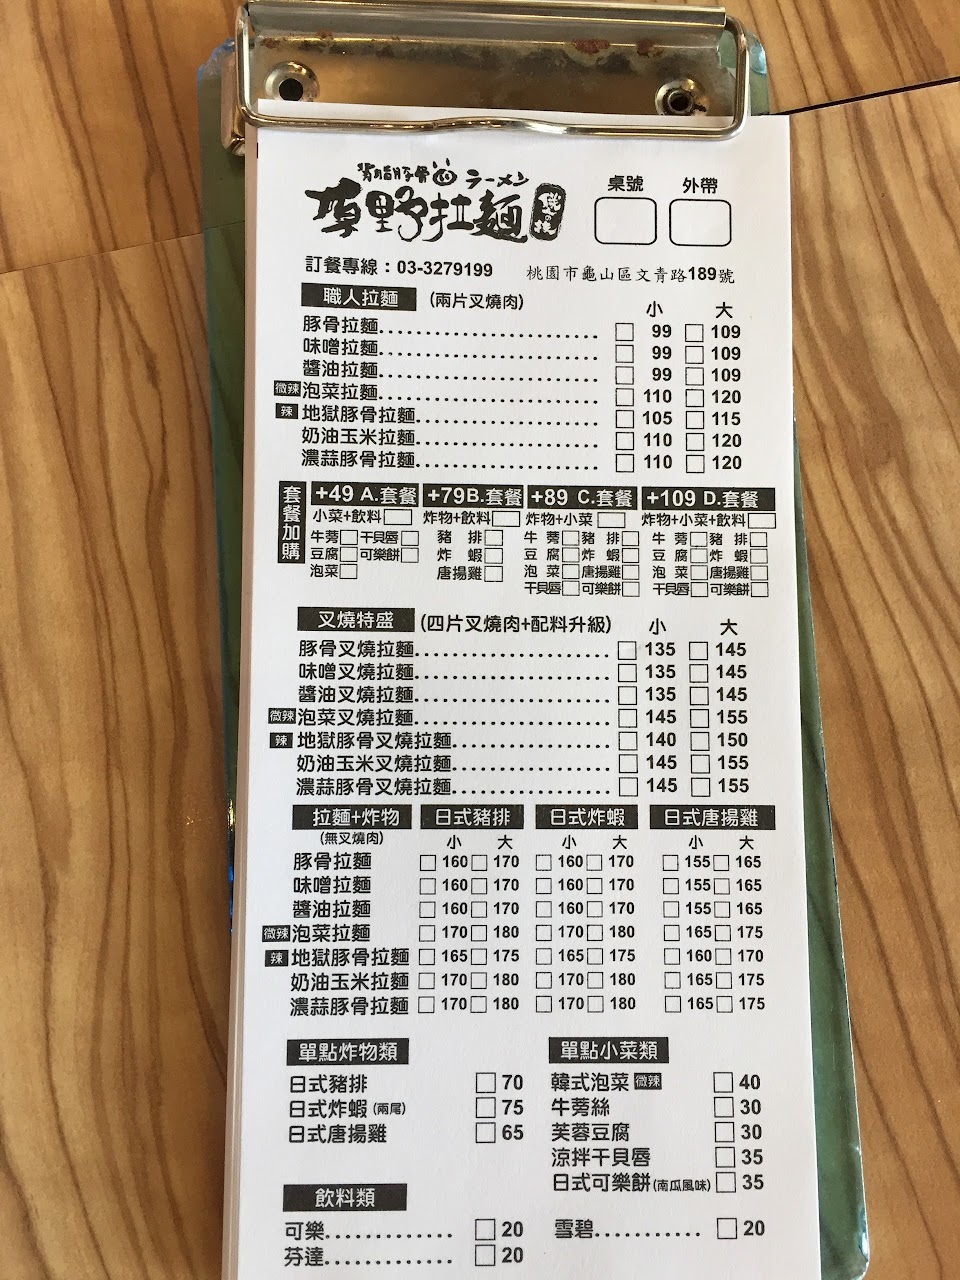 背脂豚骨 ラーメン
草野拉麵
桌號 外帶
訂餐專線：03-3279199 桃園市龜山區文青路189號
職人拉麵 (兩片叉燒肉) 小 大
豚骨拉麵 99 109
味噌拉麵 99 109
醬油拉麵 99 109
微辣 泡菜拉麵 110 120
辣 地獄豚骨拉麵 105 115
奶油玉米拉麵 110 120
濃蒜豚骨拉麵 110 120
套餐加購 +49 A.套餐 +79 B.套餐 +89 C.套餐 +109 D.套餐
小菜+飲料 炸物+飲料 炸物+小菜 炸物+小菜+飲料
牛蒡 干貝唇 豬排 牛蒡 豬排 牛蒡 豬排
豆腐 可樂餅 炸蝦 豆腐 炸蝦 豆腐 炸蝦
泡菜 唐揚雞 泡菜 唐揚雞 泡菜 唐揚雞
干貝唇 可樂餅 干貝唇 可樂餅
叉燒特盛 (四片叉燒肉+配料升級) 小 大
豚骨叉燒拉麵 135 145
味噌叉燒拉麵 135 145
醬油叉燒拉麵 135 145
微辣 泡菜叉燒拉麵 145 155
辣 地獄豚骨叉燒拉麵 140 150
奶油玉米叉燒拉麵 145 155
濃蒜豚骨叉燒拉麵 145 155
拉麵+炸物 日式豬排 日式炸蝦 日式唐揚雞
(無叉燒肉) 小 大 小 大 小 大
豚骨拉麵 160 170 160 170 155 165
味噌拉麵 160 170 160 170 155 165
醬油拉麵 160 170 160 170 155 165
微辣 泡菜拉麵 170 180 170 180 165 175
辣 地獄豚骨拉麵 165 175 165 175 160 170
奶油玉米拉麵 170 180 170 180 165 175
濃蒜豚骨拉麵 170 180 170 180 165 175
單點炸物類 單點小菜類
日式豬排 70 韓式泡菜 微辣 40
日式炸蝦 (兩尾) 75 牛蒡絲 30
日式唐揚雞 65 芙蓉豆腐 30
涼拌干貝唇 35
日式可樂餅 (南瓜風味) 35
飲料類
可樂 20 雪碧 20
芬達 20